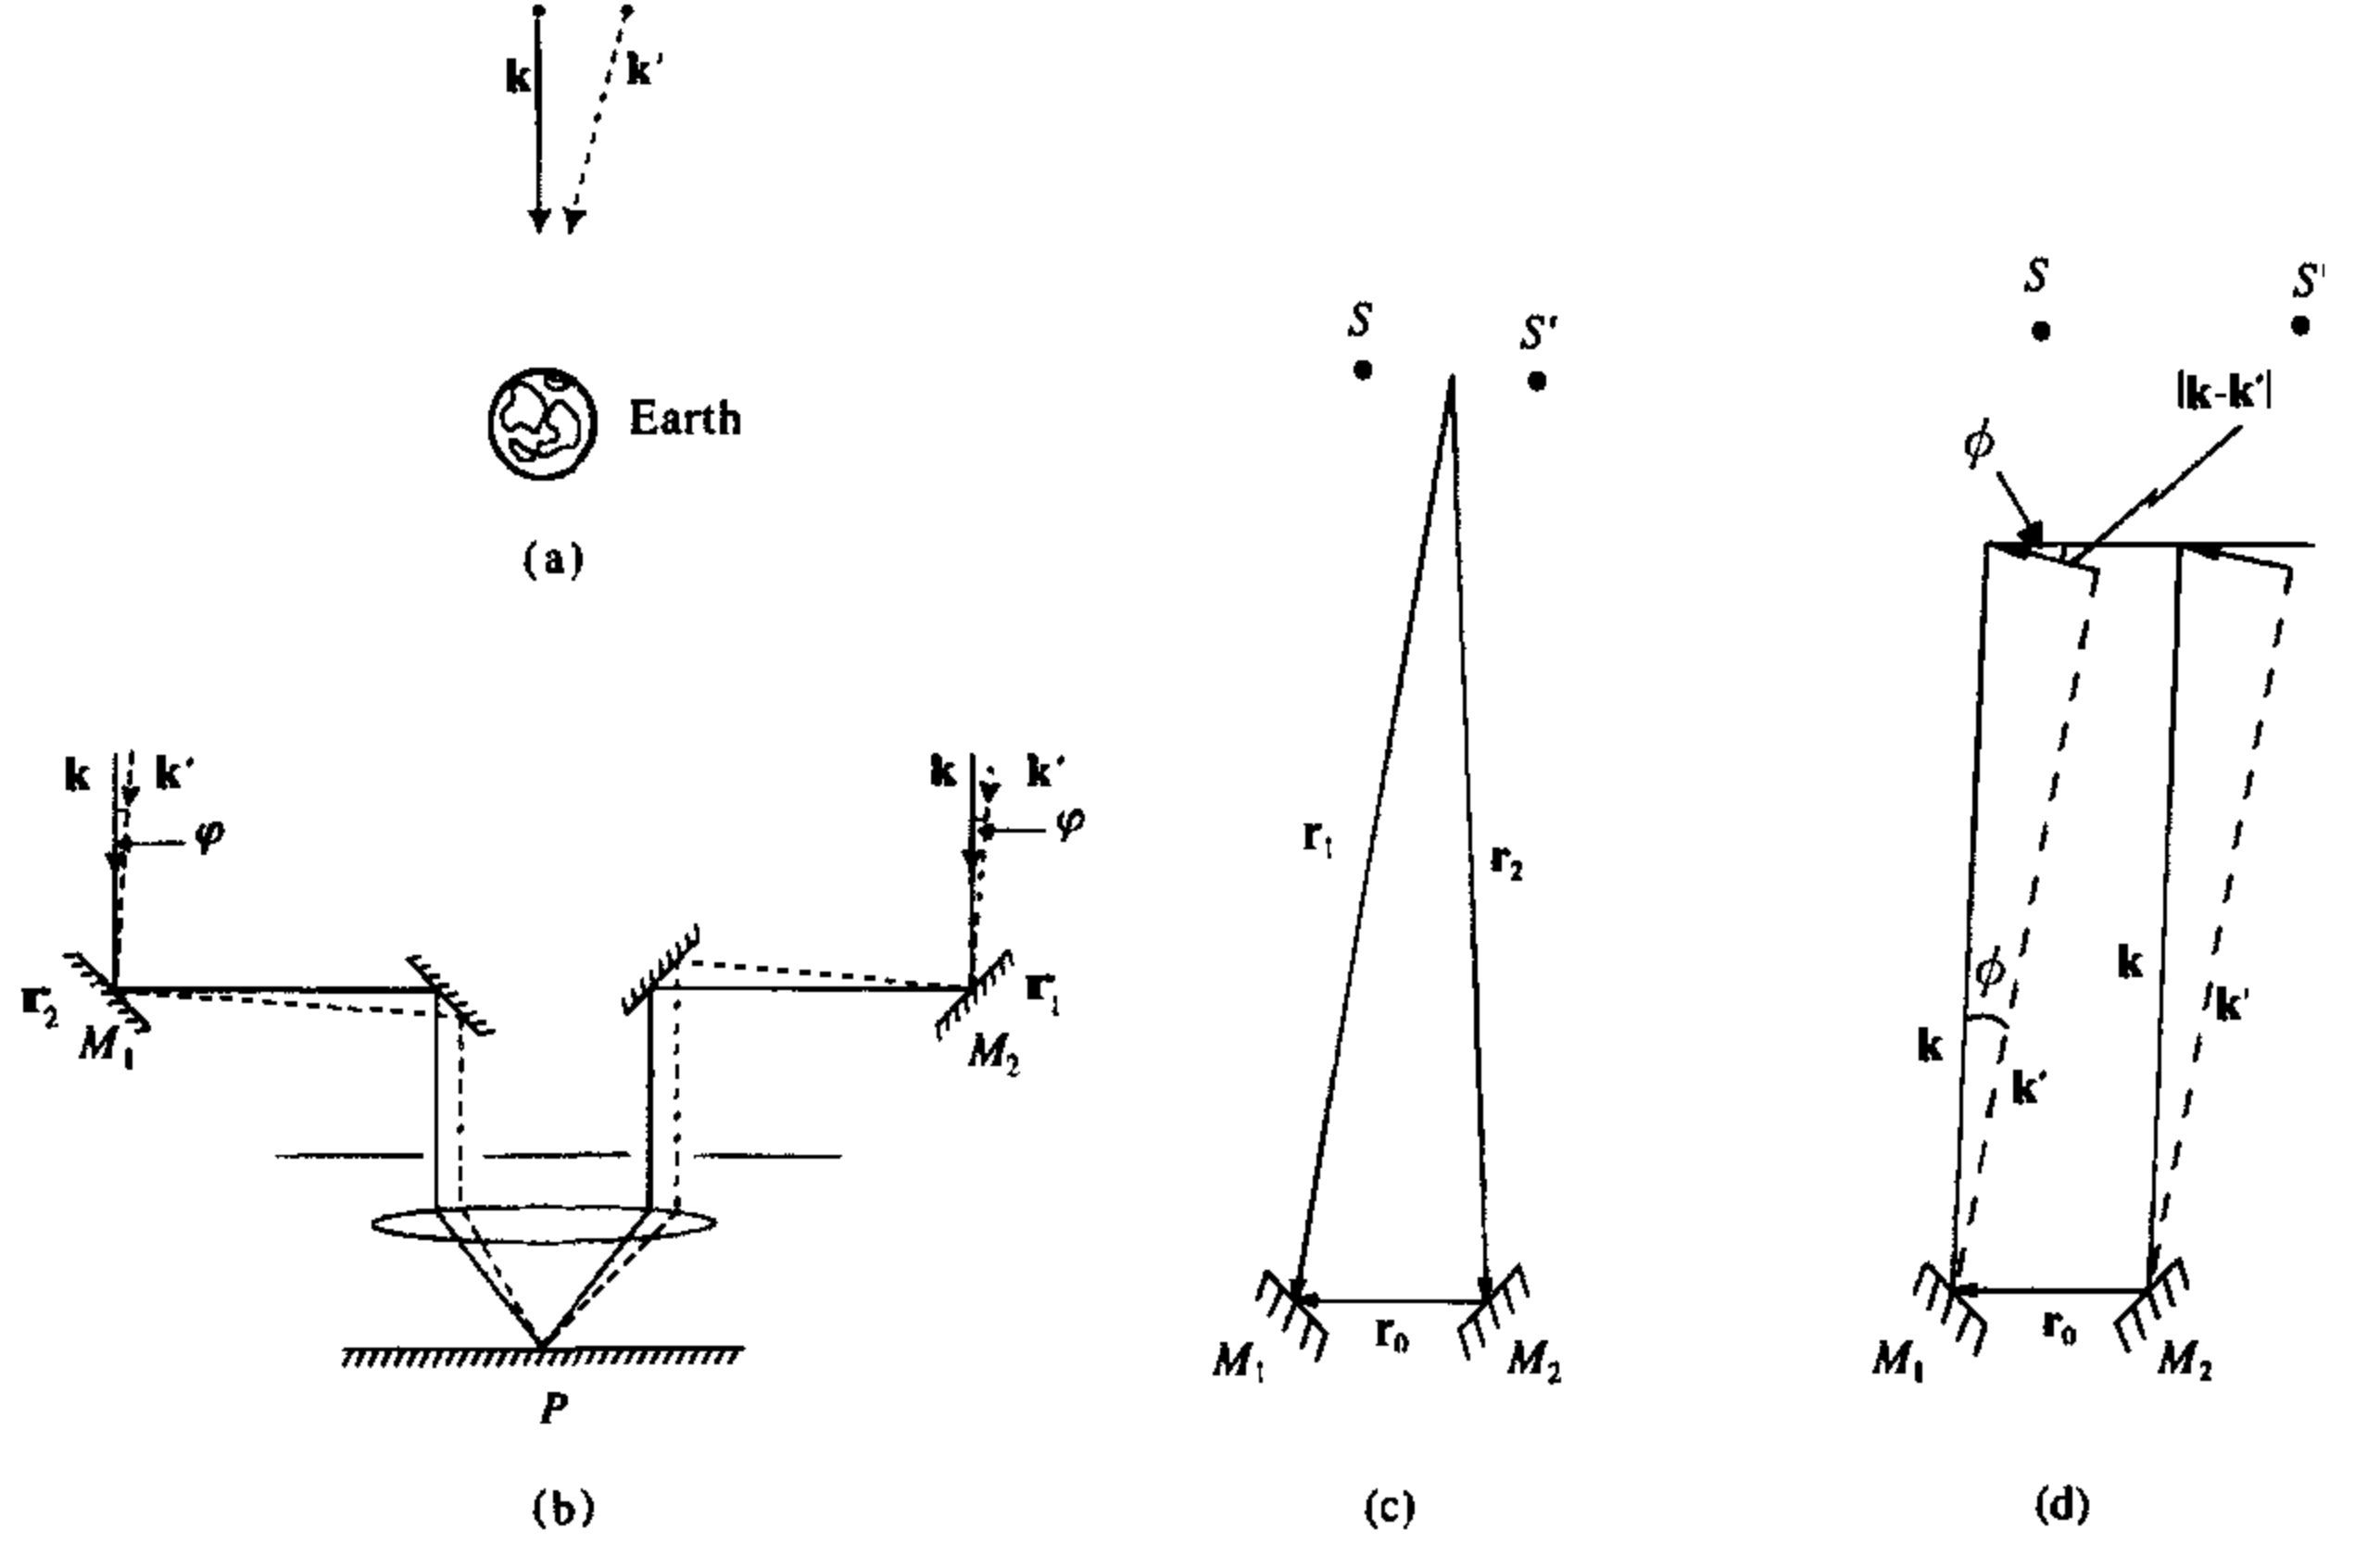 k k'
Earth
(a)
k k' φ
k k' φ
r₂ M₁
r₁ M₂
P
(b)
S S'
r₁ r₂
M₁ r₀ M₂
(c)
S S'
|k-k'|
ϕ
ϕ
k k'
k k'
M₁ r₀ M₂
(d)